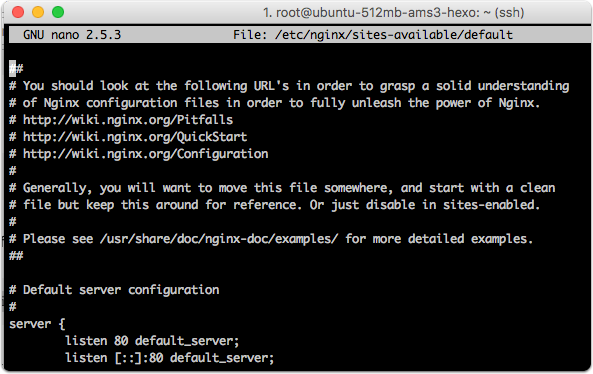 1. root@ubuntu-512mb-ams3-hexo: ~ (ssh)
GNU nano 2.5.3 File: /etc/nginx/sites-available/default
##
# You should look at the following URL's in order to grasp a solid understanding
# of Nginx configuration files in order to fully unleash the power of Nginx.
# http://wiki.nginx.org/Pitfalls
# http://wiki.nginx.org/QuickStart
# http://wiki.nginx.org/Configuration
#
# Generally, you will want to move this file somewhere, and start with a clean
# file but keep this around for reference. Or just disable in sites-enabled.
#
# Please see /usr/share/doc/nginx-doc/examples/ for more detailed examples.
##
# Default server configuration
#
server {
listen 80 default_server;
listen [::]:80 default_server;